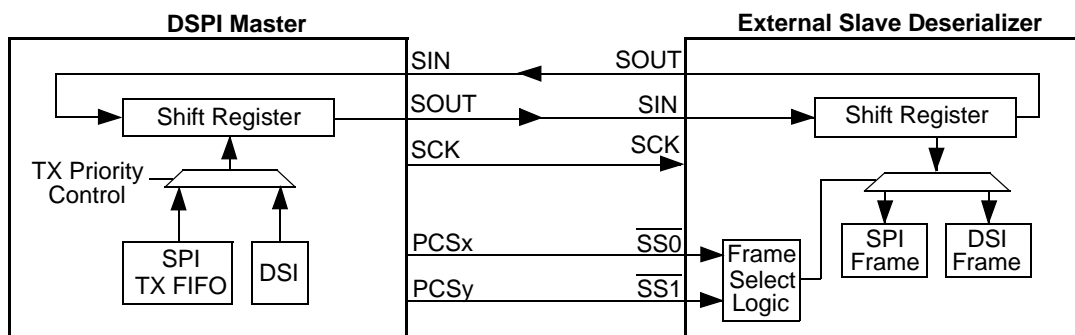 DSPI Master
External Slave Deserializer
SIN
SOUT
SOUT
SIN
Shift Register
Shift Register
SCK
SCK
TX Priority
Control
PCSx
SS0
SPI
TX FIFO
DSI
Frame
Select
Logic
SPI
Frame
DSI
Frame
PCSy
SS1